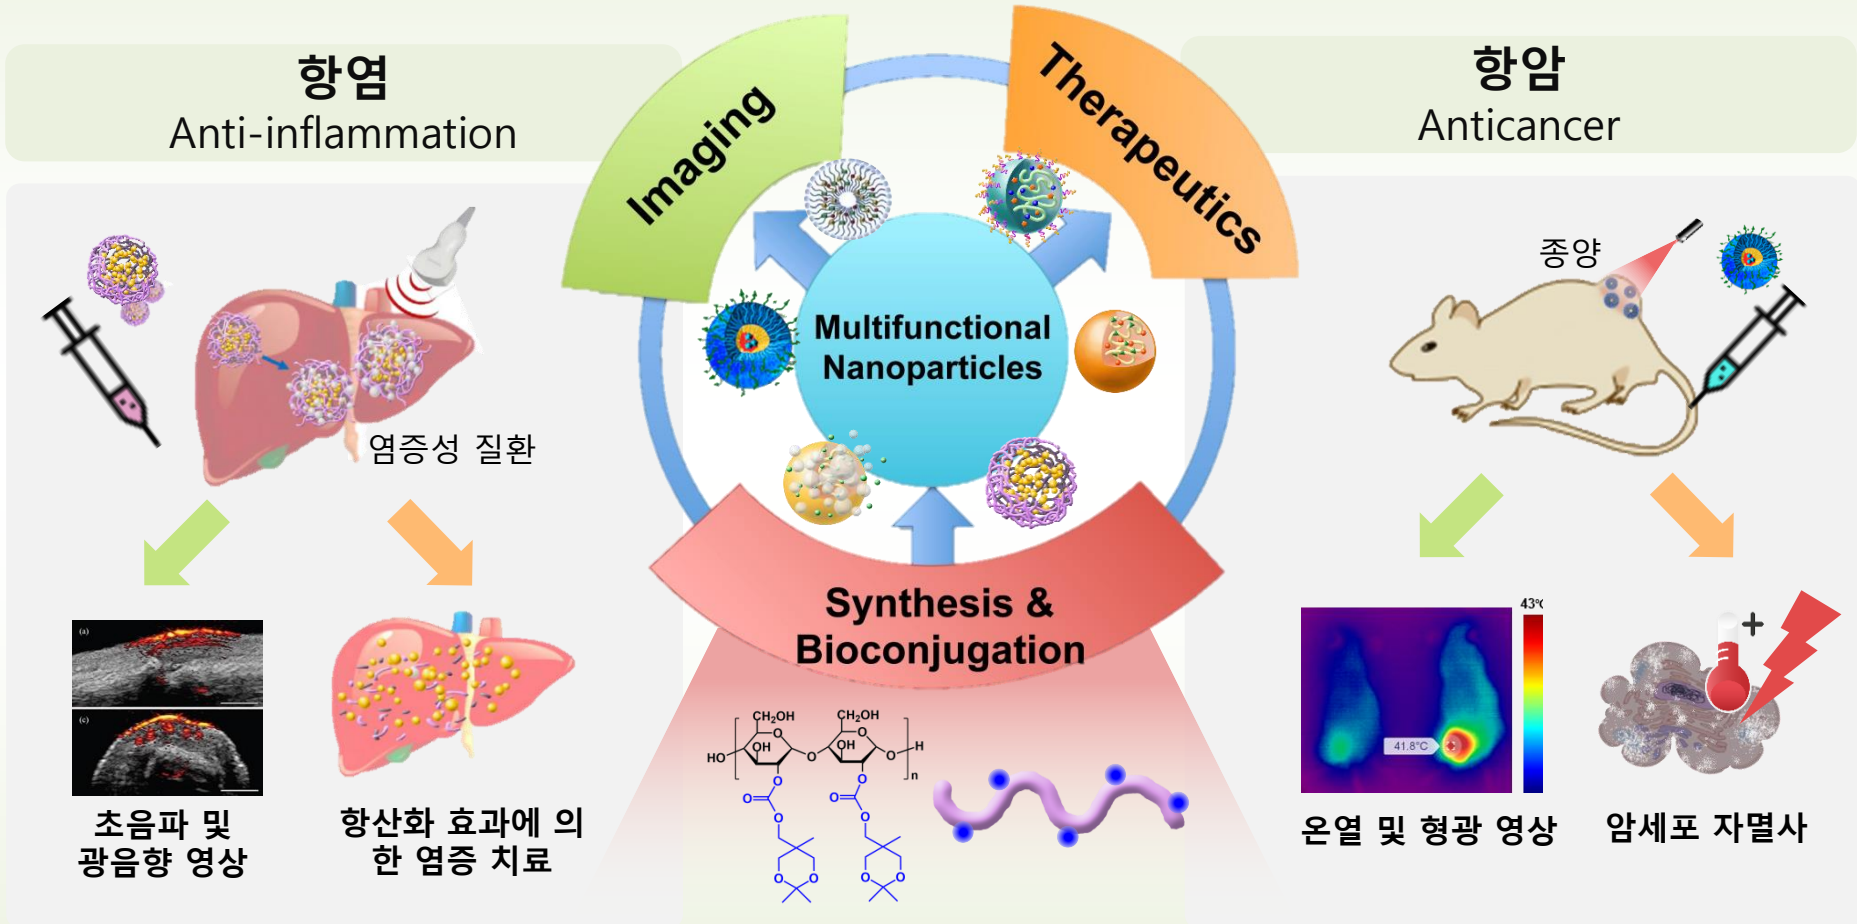 항염
Anti-inflammation
염증성 질환
(a)
(c)
초음파 및
광음향 영상
항산화 효과에 의
한 염증 치료
Imaging
Therapeutics
Multifunctional
Nanoparticles
Synthesis &
Bioconjugation
CH₂OH
CH₂OH
HO
OH
O
O
OH
O
O
H
n
O
O
O
O
O
O
O
O
O
O
항암
Anticancer
종양
43℃
41.8°C
+
온열 및 형광 영상
암세포 자멸사